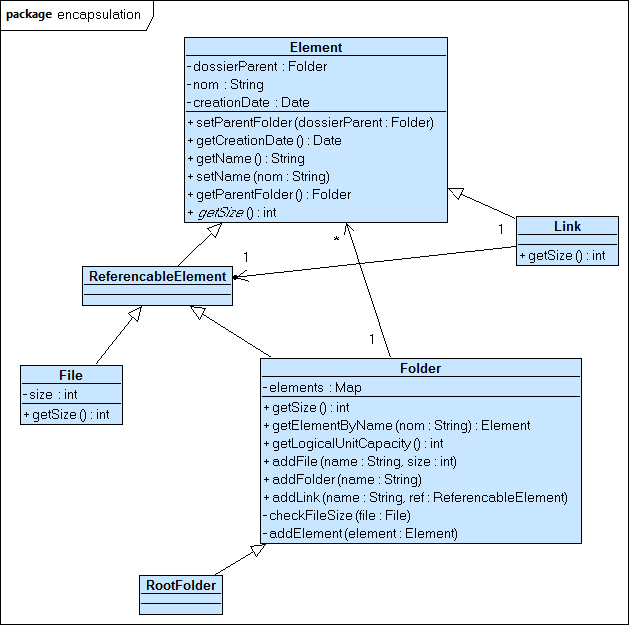 package encapsulation
Element
-dossierParent : Folder
-nom : String
-creationDate : Date
+ setParentFolder(dossierParent : Folder)
+ getCreationDate() : Date
+ getName() : String
+ setName(nom : String)
+ getParentFolder() : Folder
+ getSize() : int
Link
+ getSize() : int
1
*
1
ReferencableElement
1
File
-size : int
+ getSize() : int
Folder
-elements : Map
+ getSize() : int
+ getElementByName(nom : String) : Element
+ getLogicalUnitCapacity() : int
+ addFile(name : String, size : int)
+ addFolder(name : String)
+ addLink(name : String, ref : ReferencableElement)
-checkFileSize(file : File)
-addElement(element : Element)
RootFolder